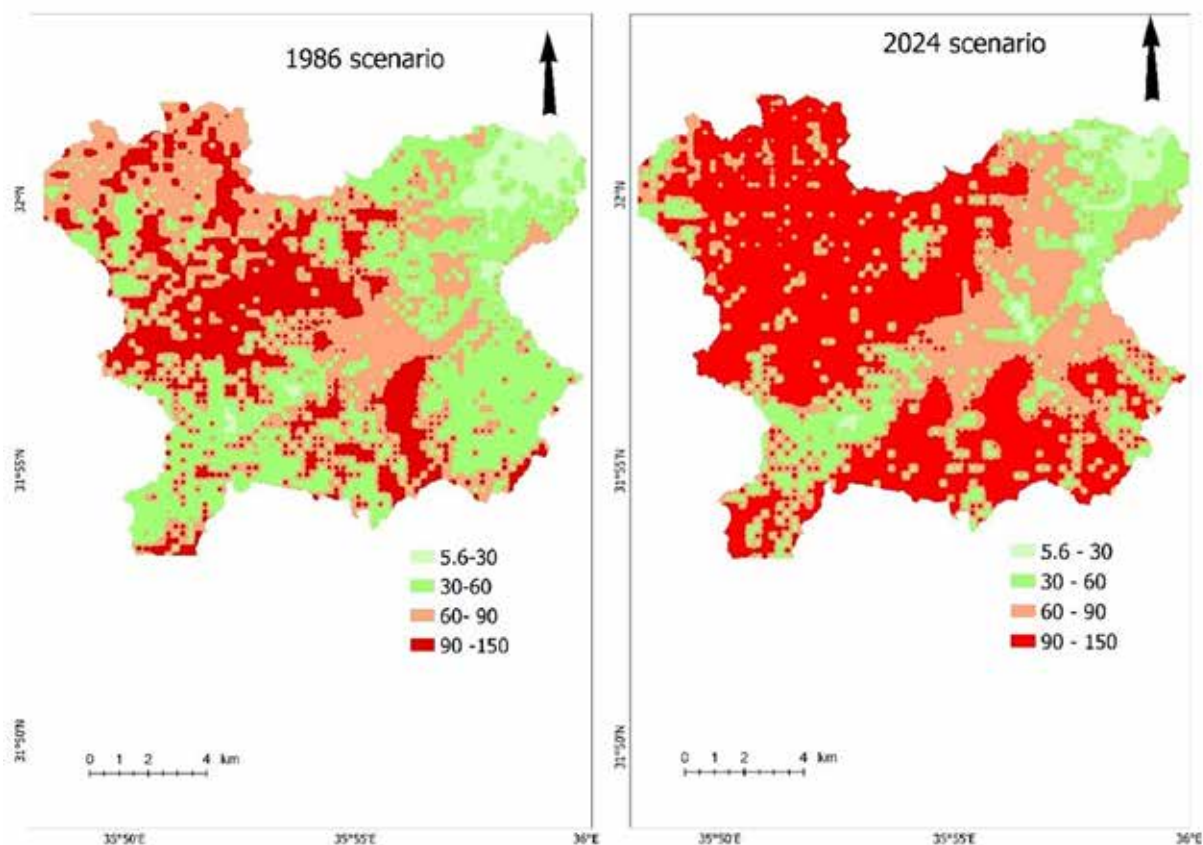 1986 scenario
32°N
31°55'N
31°50'N
5.6-30
30-60
60- 90
90 -150
0 1 2 4 km
35°50'E
35°55'E
36°E
2024 scenario
32°N
31°55'N
31°50'N
5.6 - 30
30 - 60
60 - 90
90 - 150
0 1 2 4 km
35°50'E
35°55'E
36°E